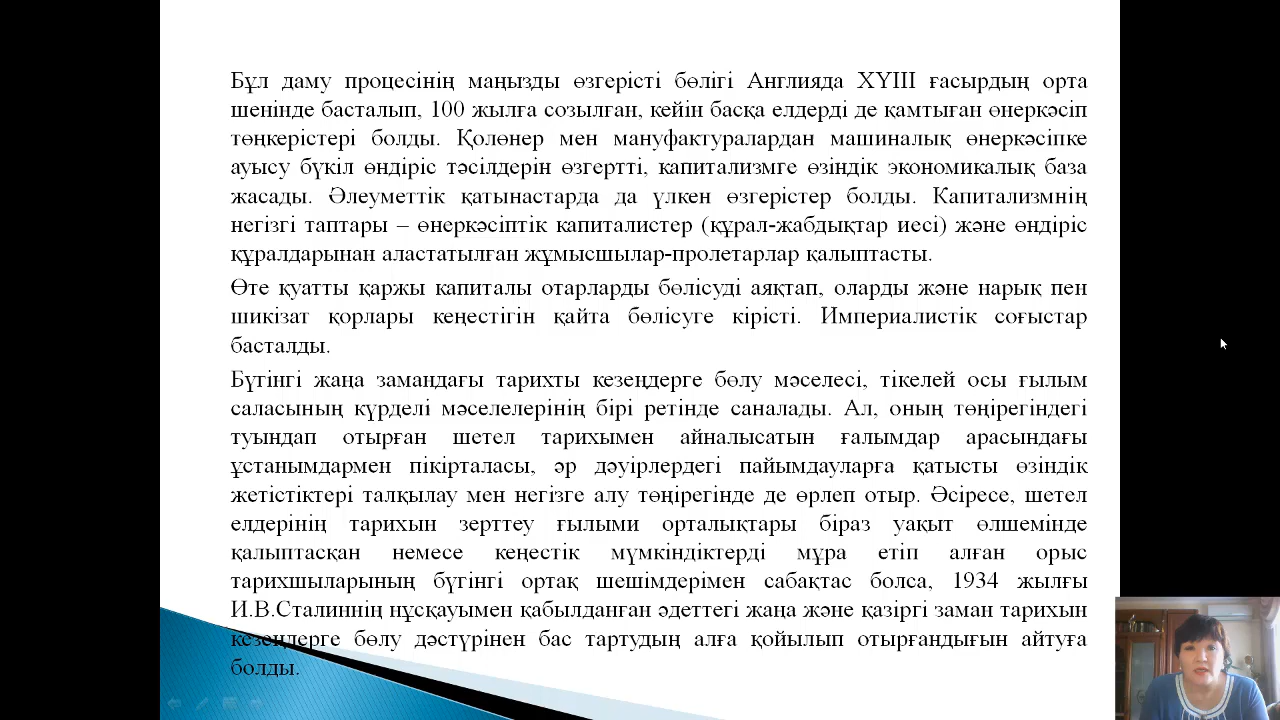 Бұл даму процесінің маңызды өзгерісті бөлігі Англияда XҮIII ғасырдың орта
шенінде басталып, 100 жылға созылған, кейін басқа елдерді де қамтыған өнеркәсіп
төңкерістері болды. Қолөнер мен мануфактуралардан машиналық өнеркәсіпке
ауысу бүкіл өндіріс тәсілдерін өзгертті, капитализмге өзіндік экономикалық база
жасады. Әлеуметтік қатынастарда да үлкен өзгерістер болды. Капитализмнің
негізгі таптары – өнеркәсіптік капиталистер (құрал-жабдықтар иесі) және өндіріс
құралдарынан аластатылған жұмысшылар-пролетарлар қалыптасты.
Өте қуатты қаржы капиталы отарларды бөлісуді аяқтап, оларды және нарық пен
шикізат қорлары кеңестігін қайта бөлісуге кірісті. Империалистік соғыстар
басталды.
Бүтінгі жаңа замандағы тарихты кезеңдерге бөлу мәселесі, тікелей осы ғылым
саласының күрделі мәселелерінің бірі ретінде саналады. Ал, оның төңірегіндегі
туындап отырған шетел тарихымен айналысатын ғалымдар арасындағы
ұстанымдармен пікірталасы, әр дәуірлердегі пайымдауларға қатысты өзіндік
жетістіктері талқылау мен негізге алу төңірегінде де өрлеп отыр. Әсіресе, шетел
елдерінің тарихын зерттеу ғылыми орталықтары біраз уақыт өлшемінде
қалыптасқан немесе кеңестік мүмкіндіктерді мұра етіп алған орыс
тарихшыларының бүгінгі ортақ шешімдерімен сабақтас болса, 1934 жылғы
И.В.Сталиннің нұсқауымен қабылданған әдеттегі жаңа және қазіргі заман тарихын
кезеңдерге бөлу дәстүрінен бас тартудың алға қойылып отырғандығын айтуға
болды.